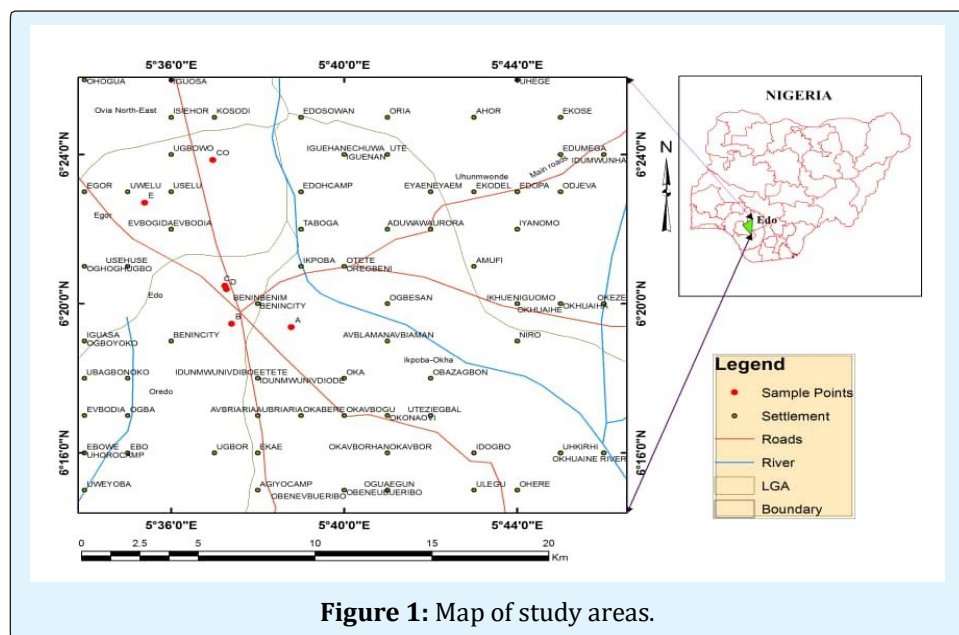 5°36'0"E 5°40'0"E 5°44'0"E
OHOGUA IGUOSA UHEGE
Ovia North-East ISIEHOR KOSODI EDOSOWAN ORIA AHOR EKOSE
UGBOWO CO IGUEHANECHUWA UTE EDUMEGA
IGUENAN IDUMWUNHA
6°24'0"N 6°24'0"N
Uhunmwonde Main roads
EGOR UWELU USELU EDOHCAMP EYAENEYAEM EKODEL EDOPA ODJEVA
E
Egor EVBOGIDAEVBODIA TABOGA ADUWAWAURORA IYANOMO
USEHUSE IKPOBA OTETE AMUFI
OGHOGHUGBO OREGBENI
C
D
Edo BENINBENIM OGBESAN IKHUENIGUOMO OKEZE
BENINCITY OKHUAIHE OKHUAIHA
6°20'0"N 6°20'0"N
B A
IGUASA BENINCITY AVBLAMANAVBIAMAN NIRO
OGBOYOKO
Ikpoba-Okha
UBAGBONOKO IDUNMWUNIVDIBOETETE OKA OBAZAGBON
IDUNMWUNIVDIODE
Oredo
EVBODIA OGBA AVBRIARIAAUBRIARIA OKABERE OKAVBOGU UTEZIEGBAL
OKONAOTI
EBOWE EBO UGBOR EKAE OKAVBORHANOKAVBOR IDOGBO UHKIRHI
UHOROCAMP OKHUAINE RIVER
6°16'0"N 6°16'0"N
UWEYOBA AGIYOCAMP OGUAEGUN ULEGU OHERE
OBENEVBUERIBO OBENEUBUERIBO
5°36'0"E 5°40'0"E 5°44'0"E
0 2.5 5 10 15 20
Km
NIGERIA
N
Edo
Legend
Sample Points
Settlement
Roads
River
LGA
Boundary
Figure 1: Map of study areas.